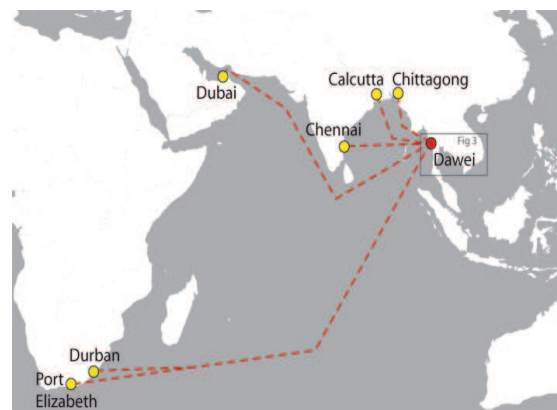 Dubai
Calcutta
Chittagong
Chennai
Fig 3
Dawei
Durban
Port
Elizabeth